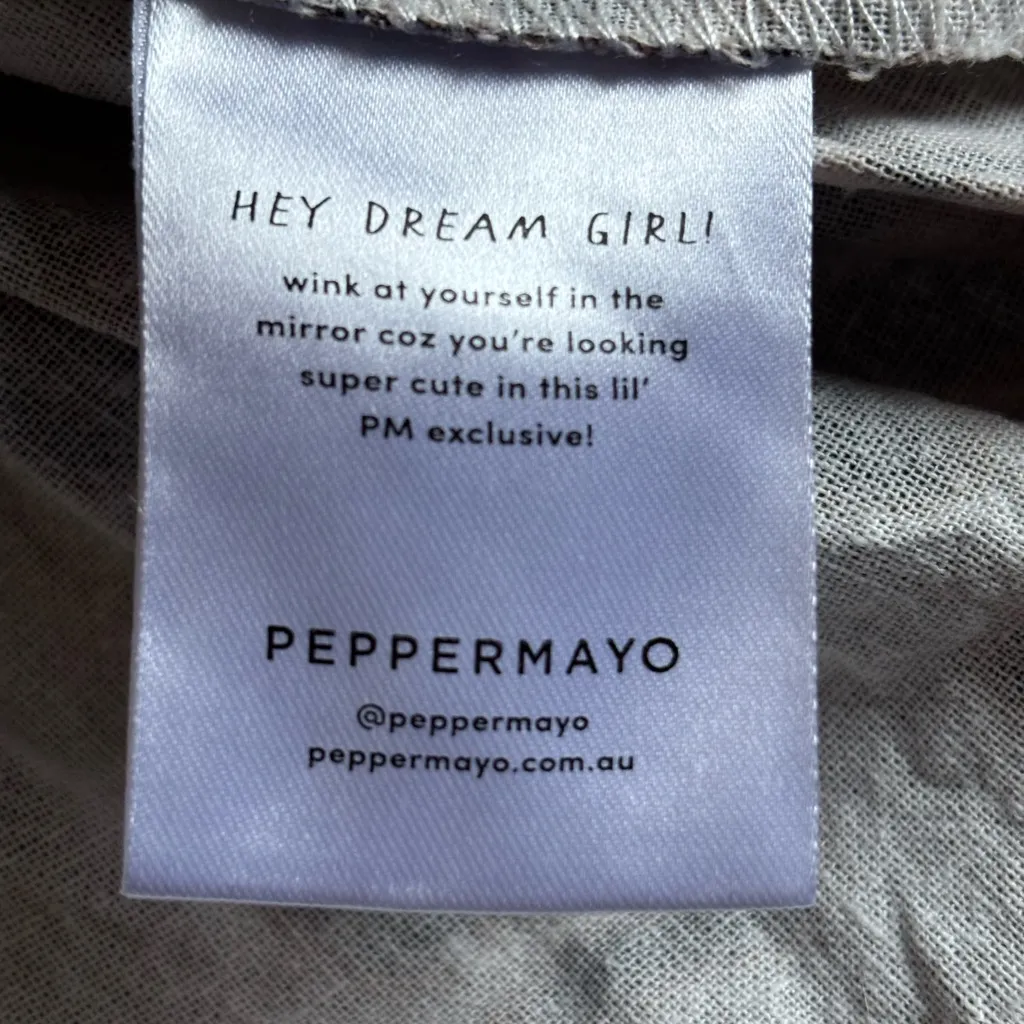 HEY DREAM GIRL!
wink at yourself in the
mirror coz you're looking
super cute in this lil'
PM exclusive!
PEPPERMAYO
@peppermayo
peppermayo.com.au